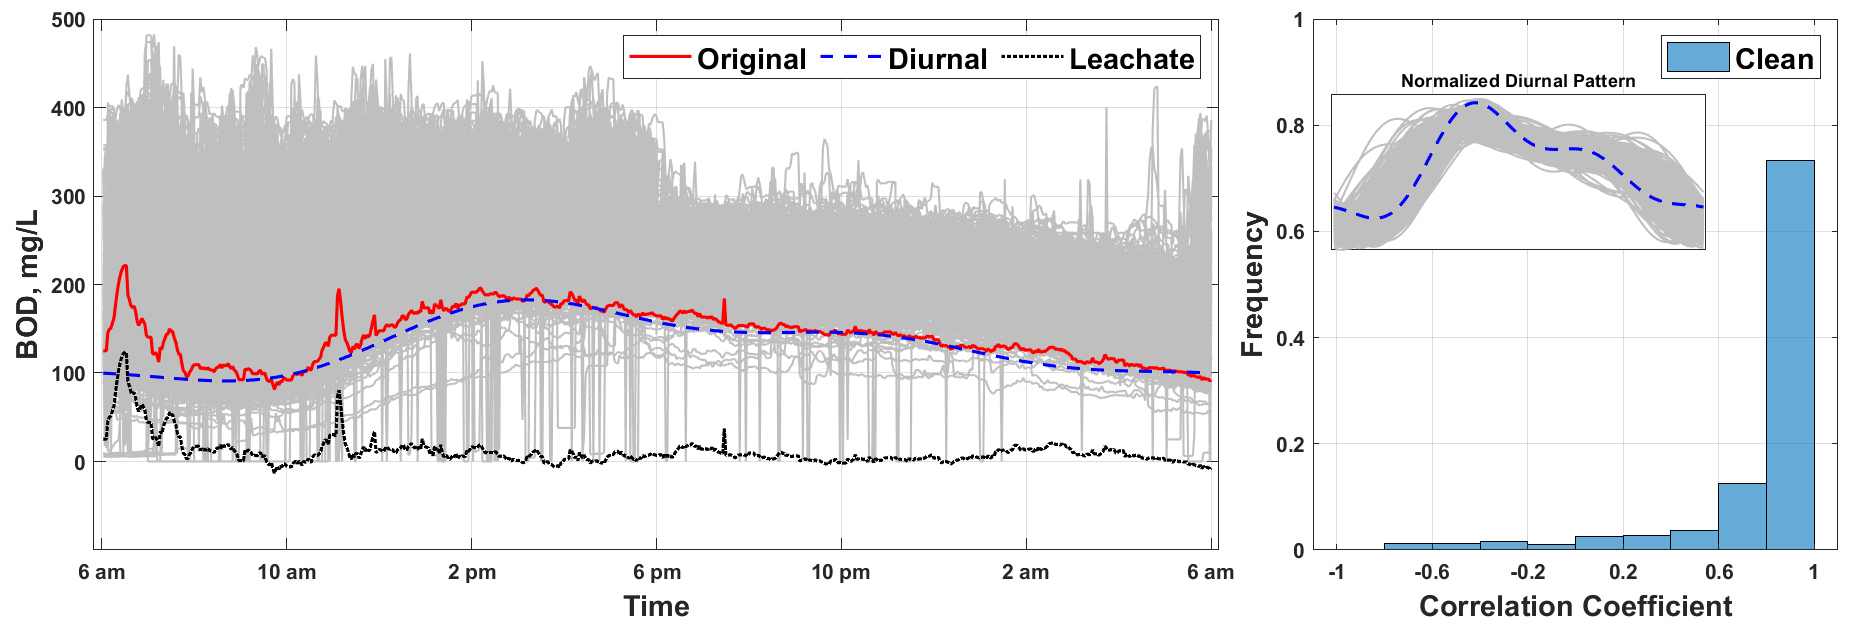 500
400
300
200
100
0
BOD, mg/L
Original Diurnal Leachate
6 am 10 am 2 pm 6 pm 10 pm 2 am 6 am
Time
1
0.8
0.6
0.4
0.2
0
Frequency
Clean
Normalized Diurnal Pattern
-1 -0.6 -0.2 0.2 0.6 1
Correlation Coefficient